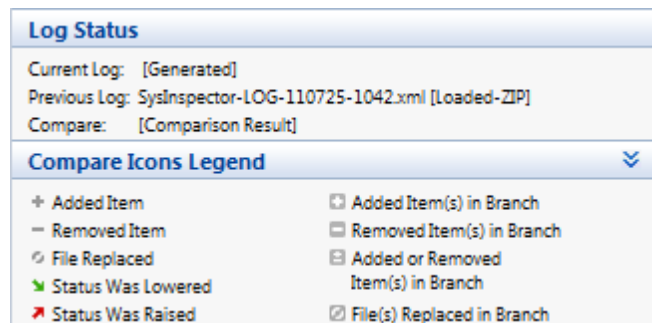 Log Status
Current Log: [Generated]
Previous Log: SysInspector-LOG-110725-1042.xml [Loaded-ZIP]
Compare: [Comparison Result]
Compare Icons Legend
Added Item
Removed Item
File Replaced
Status Was Lowered
Status Was Raised
Added Item(s) in Branch
Removed Item(s) in Branch
Added or Removed
Item(s) in Branch
File(s) Replaced in Branch